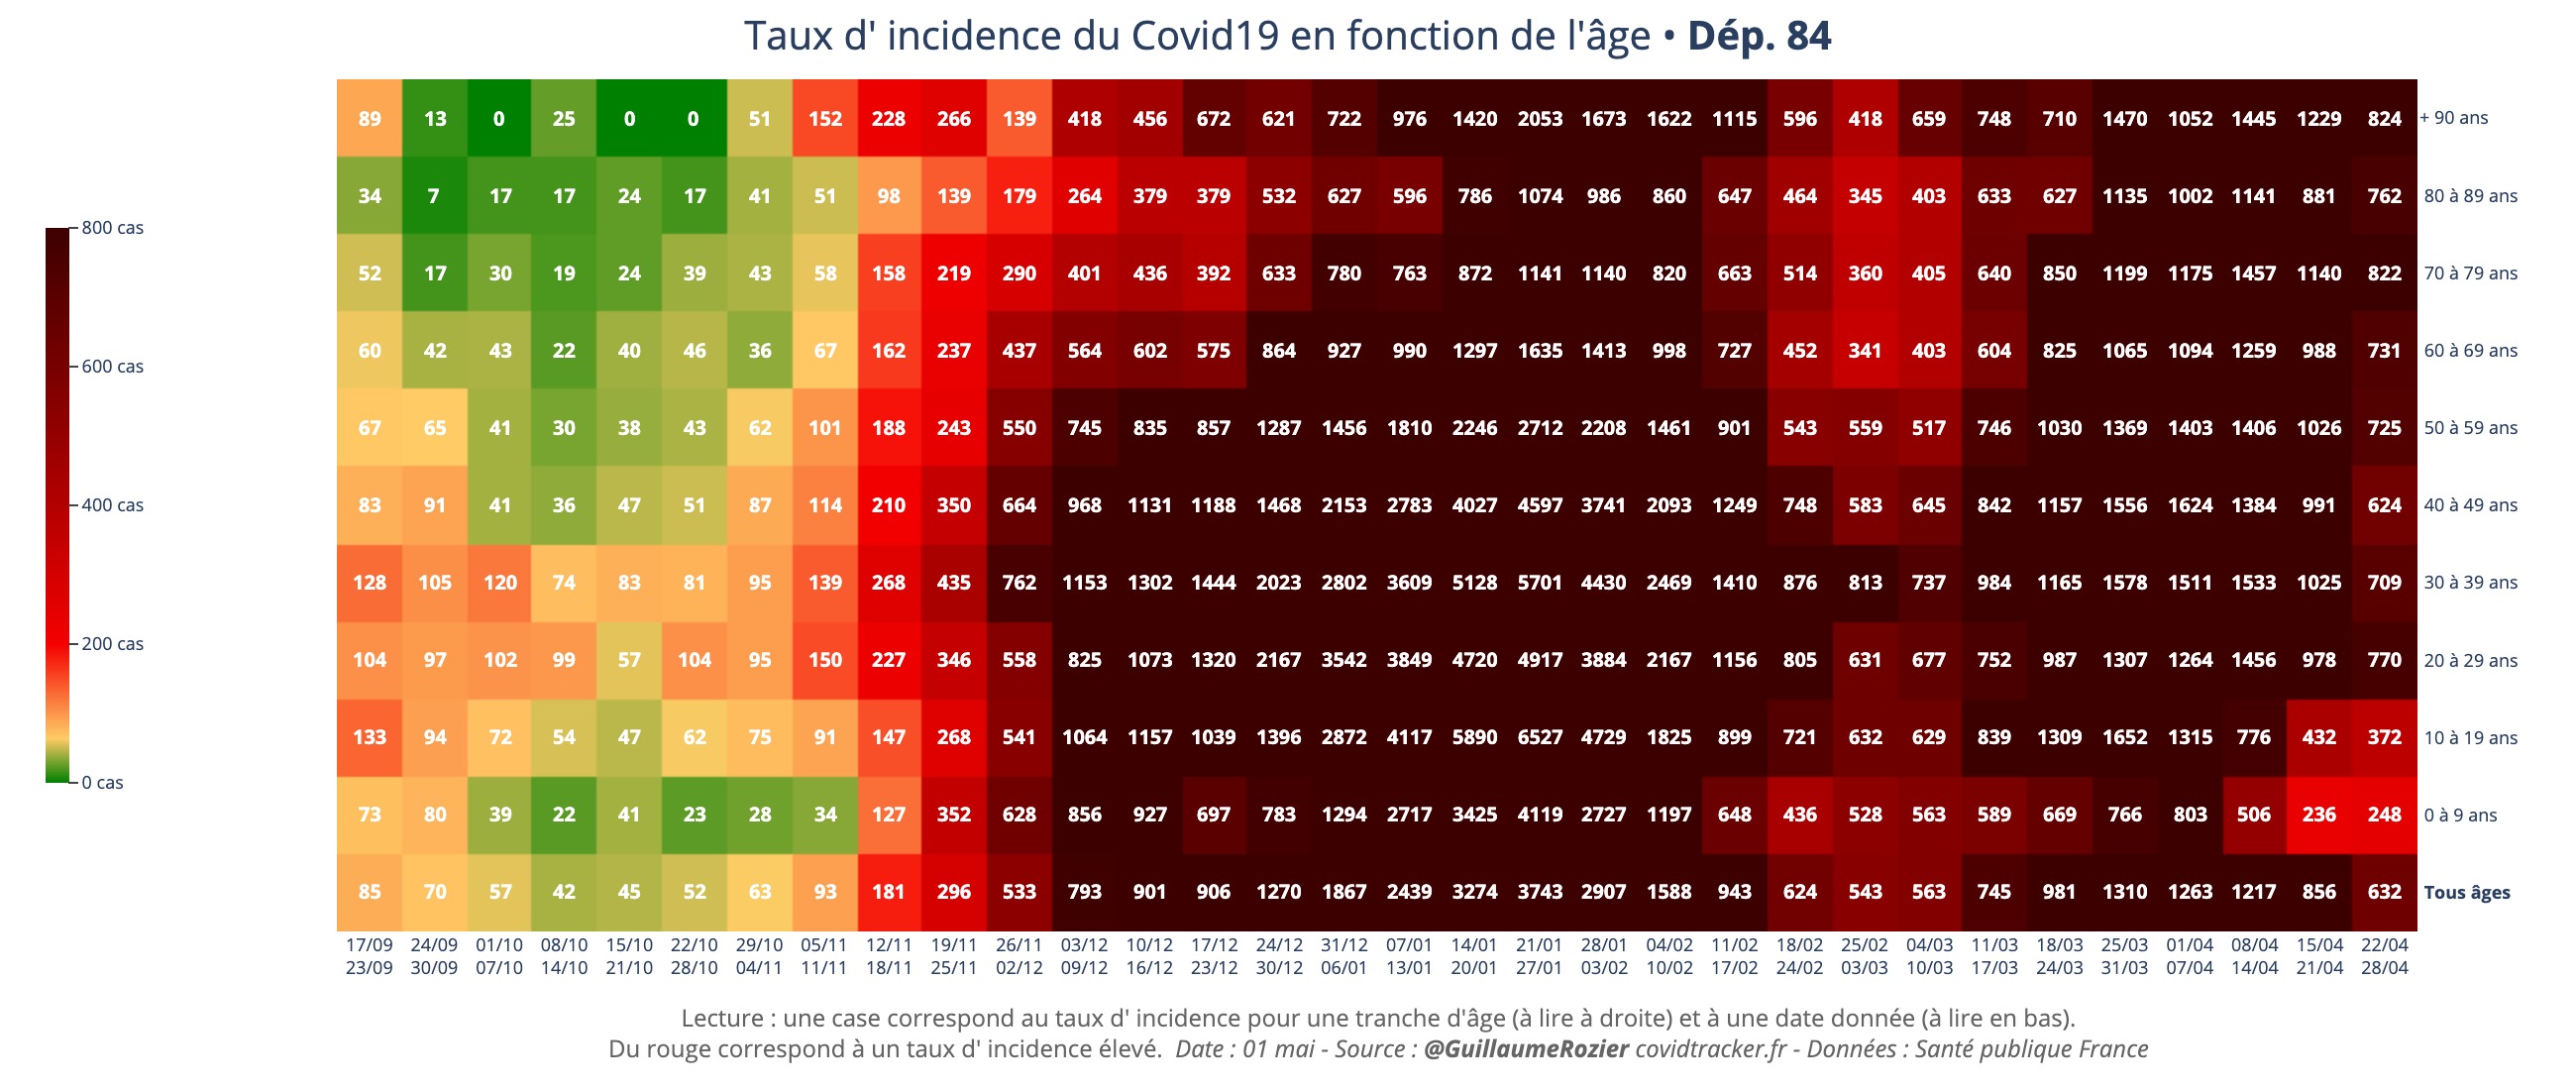 Taux d' incidence du Covid19 en fonction de l'âge • Dép. 84
89 13 0 25 0 0 51 152 228 266 139 418 456 672 621 722 976 1420 2053 1673 1622 1115 596 418 659 748 710 1470 1052 1445 1229 824 + 90 ans
34 7 17 17 24 17 41 51 98 139 179 264 379 379 532 627 596 786 1074 986 860 647 464 345 403 633 627 1135 1002 1141 881 762 80 à 89 ans
800 cas
52 17 30 19 24 39 43 58 158 219 290 401 436 392 633 780 763 872 1141 1140 820 663 514 360 405 640 850 1199 1175 1457 1140 822 70 à 79 ans
60 42 43 22 40 46 36 67 162 237 437 564 602 575 864 927 990 1297 1635 1413 998 727 452 341 403 604 825 1065 1094 1259 988 731 60 à 69 ans
600 cas
67 65 41 30 38 43 62 101 188 243 550 745 835 857 1287 1456 1810 2246 2712 2208 1461 901 543 559 517 746 1030 1369 1403 1406 1026 725 50 à 59 ans
400 cas
83 91 41 36 47 51 87 114 210 350 664 968 1131 1188 1468 2153 2783 4027 4597 3741 2093 1249 748 583 645 842 1157 1556 1624 1384 991 624 40 à 49 ans
128 105 120 74 83 81 95 139 268 435 762 1153 1302 1444 2023 2802 3609 5128 5701 4430 2469 1410 876 813 737 984 1165 1578 1511 1533 1025 709 30 à 39 ans
200 cas
104 97 102 99 57 104 95 150 227 346 558 825 1073 1320 2167 3542 3849 4720 4917 3884 2167 1156 805 631 677 752 987 1307 1264 1456 978 770 20 à 29 ans
133 94 72 54 47 62 75 91 147 268 541 1064 1157 1039 1396 2872 4117 5890 6527 4729 1825 899 721 632 629 839 1309 1652 1315 776 432 372 10 à 19 ans
0 cas
73 80 39 22 41 23 28 34 127 352 628 856 927 697 783 1294 2717 3425 4119 2727 1197 648 436 528 563 589 669 766 803 506 236 248 0 à 9 ans
85 70 57 42 45 52 63 93 181 296 533 793 901 906 1270 1867 2439 3274 3743 2907 1588 943 624 543 563 745 981 1310 1263 1217 856 632 Tous âges
17/09 24/09 01/10 08/10 15/10 22/10 29/10 05/11 12/11 19/11 26/11 03/12 10/12 17/12 24/12 31/12 07/01 14/01 21/01 28/01 04/02 11/02 18/02 25/02 04/03 11/03 18/03 25/03 01/04 08/04 15/04 22/04
23/09 30/09 07/10 14/10 21/10 28/10 04/11 11/11 18/11 25/11 02/12 09/12 16/12 23/12 30/12 06/01 13/01 20/01 27/01 03/02 10/02 17/02 24/02 03/03 10/03 17/03 24/03 31/03 07/04 14/04 21/04 28/04
Lecture : une case correspond au taux d' incidence pour une tranche d'âge (à lire à droite) et à une date donnée (à lire en bas).
Du rouge correspond à un taux d' incidence élevé. Date : 01 mai - Source : @GuillaumeRozier covidtracker.fr - Données : Santé publique France